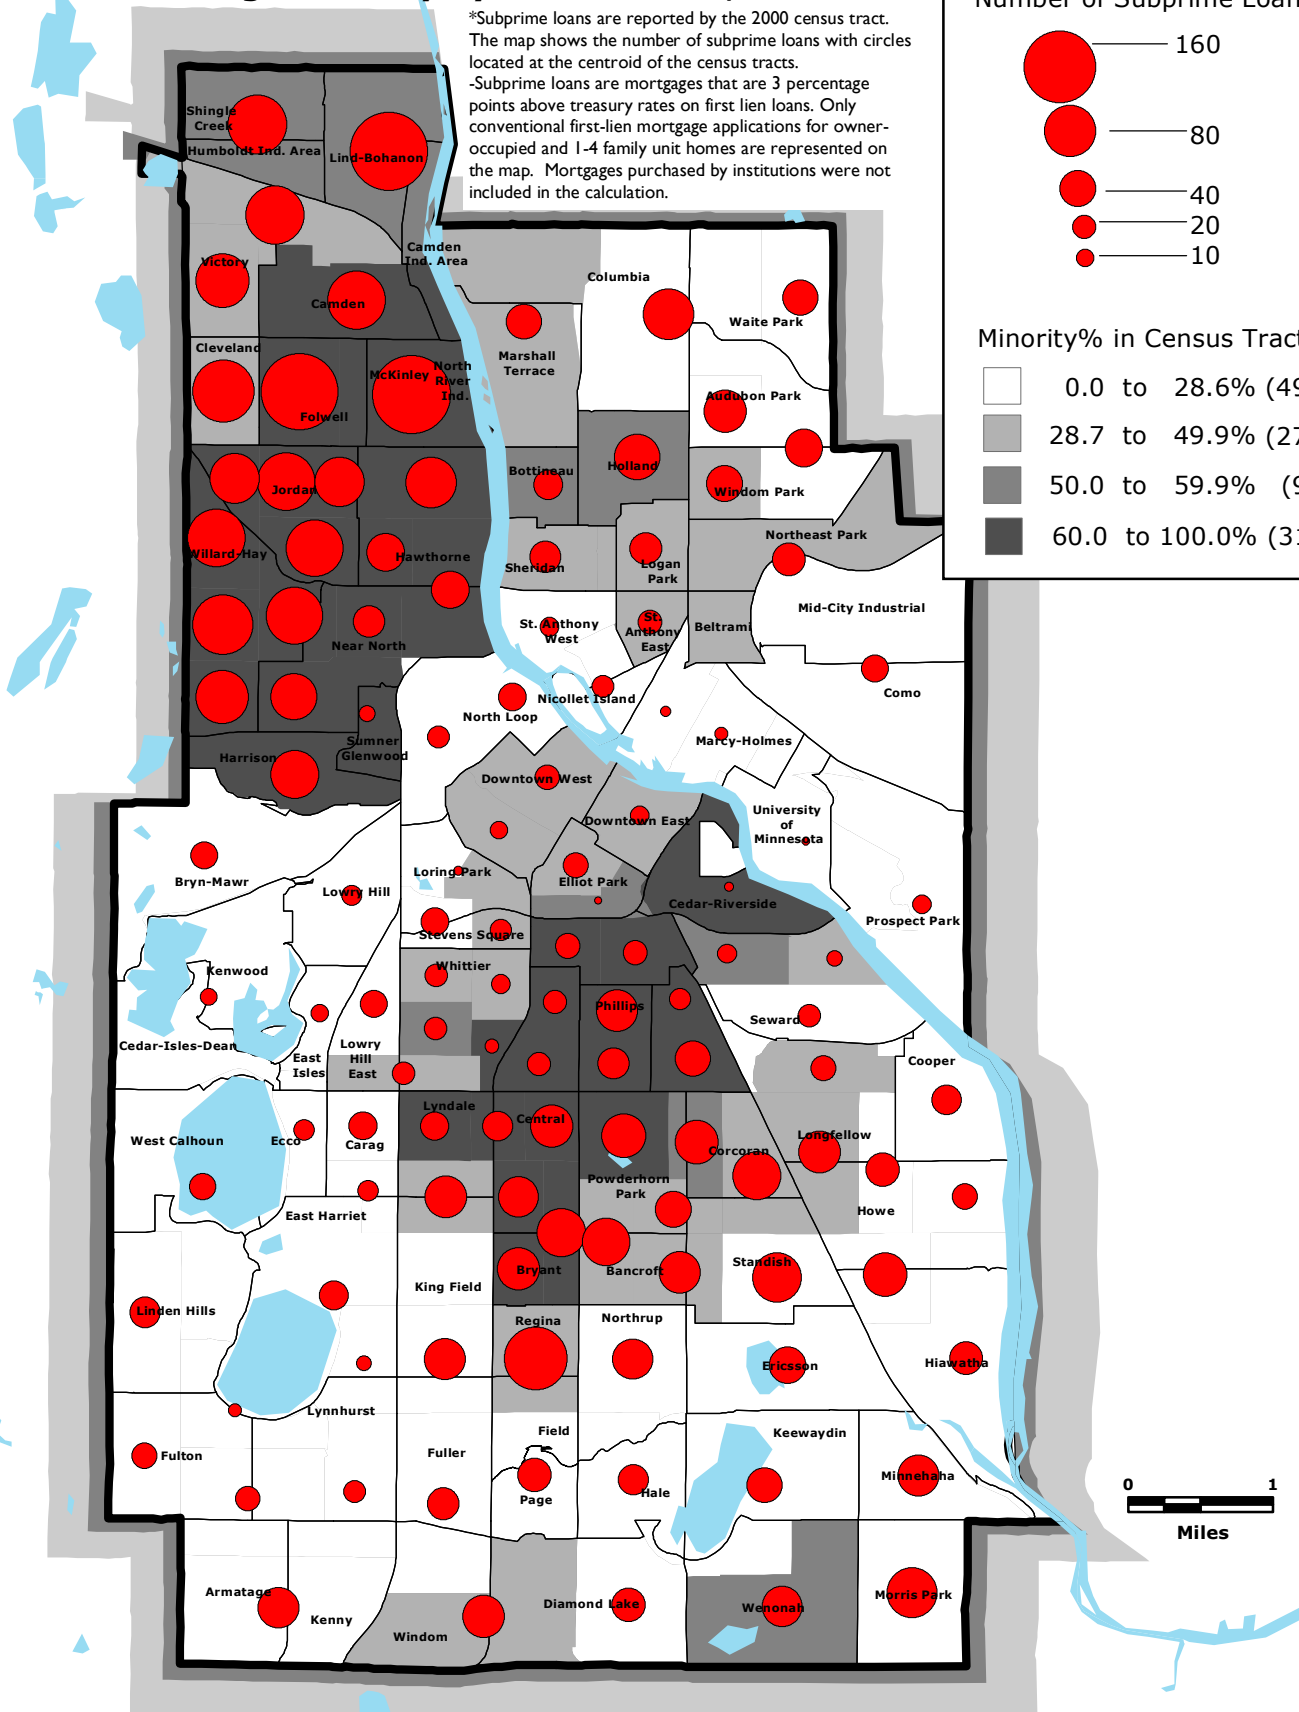 *Subprime loans are reported by the 2000 census tract.
The map shows the number of subprime loans with circles
located at the centroid of the census tracts.
-Subprime loans are mortgages that are 3 percentage
points above treasury rates on first lien loans. Only
conventional first-lien mortgage applications for owner-
occupied and 1-4 family unit homes are represented on
the map.  Mortgages purchased by institutions were not
included in the calculation.
Number of Subprime Loan
160
80
40
20
10
Minority% in Census Tract
0.0 to 28.6% (49
28.7 to 49.9% (27
50.0 to 59.9% (9
60.0 to 100.0% (31
Shingle
Creek
Humboldt Ind. Area
Lind-Bohanon
Camden
Ind. Area
Victory
Camden
Columbia
Waite Park
Cleveland
Marshall
Terrace
McKinley
North
River
Ind.
Folwell
Audubon Park
Bottineau
Holland
Jordan
Windom Park
Northeast Park
Willard-Hay
Hawthorne
Sheridan
Logan
Park
Mid-City Industrial
St. Anthony
West
St.
Anthony
East
Beltrami
Near North
Como
Nicollet Island
North Loop
Sumner
Glenwood
Marcy-Holmes
Harrison
Downtown West
Downtown East
University
of
Minnesota
Loring Park
Elliot Park
Bryn-Mawr
Lowry Hill
Cedar-Riverside
Prospect Park
Stevens Square
Whittier
Kenwood
Phillips
Seward
Cedar-Isles-Dean
East
Isles
Lowry
Hill
East
Cooper
Lyndale
Central
West Calhoun
Ecco
Carag
Corcoran
Longfellow
Powderhorn
Park
East Harriet
Howe
King Field
Bryant
Bancroft
Standish
Linden Hills
Regina
Northrup
Ericsson
Hiawatha
Lynnhurst
Field
Keewaydin
Fulton
Fuller
Page
Hale
Minnehaha
0 1
Miles
Armatage
Kenny
Windom
Diamond Lake
Wenonah
Morris Park